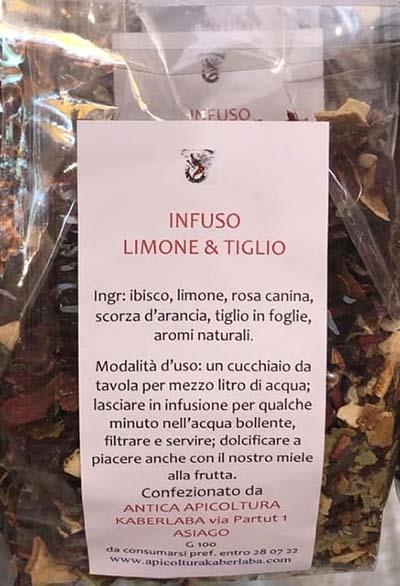 INFUSO
INFUSO
LIMONE & TIGLIO
Ingr: ibisco, limone, rosa canina,
scorza d'arancia, tiglio in foglie,
aromi naturali.
Modalità d'uso: un cucchiaio da
tavola per mezzo litro di acqua;
lasciare in infusione per qualche
minuto nell'acqua bollente,
filtrare e servire; dolcificare a
piacere anche con il nostro miele
alla frutta.
Confezionato da
ANTICA APICOLTURA
KABERLABA via Partut 1
ASIAGO
G 100
da consumarsi pref. entro 28 07 22
www.apicolturakaberlaba.com